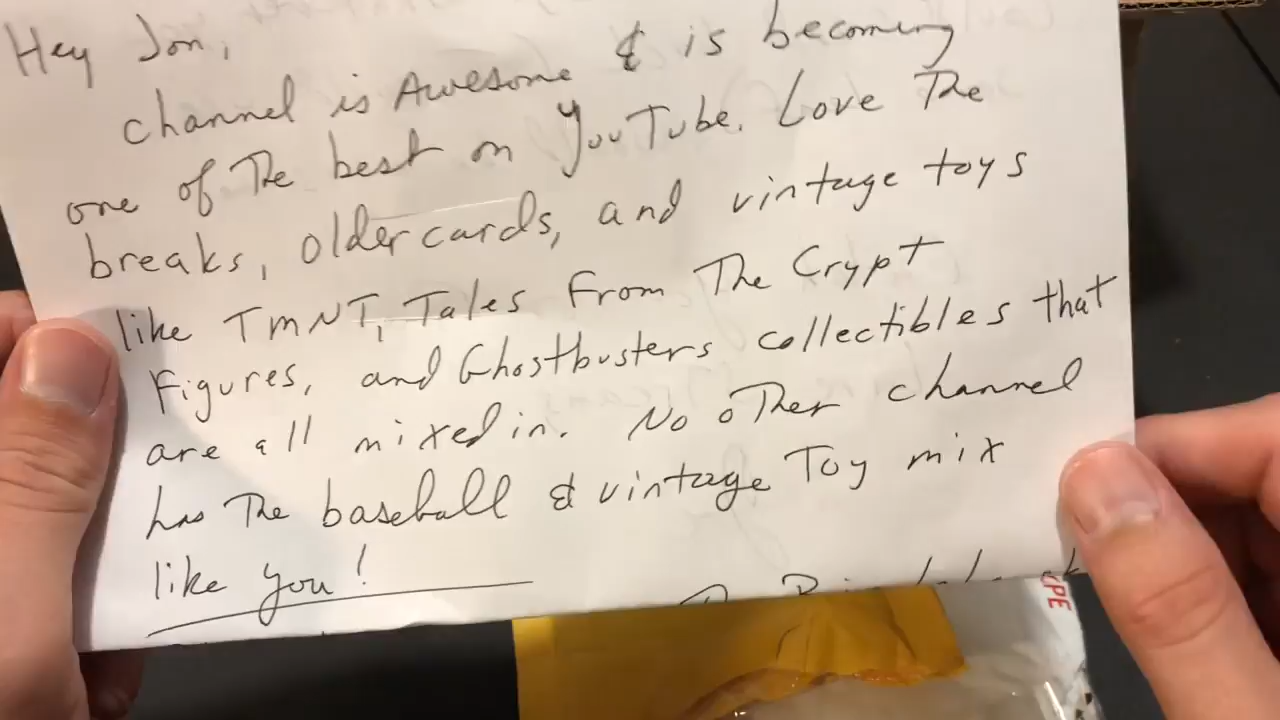 Hey Jon,
channel is Awesome & is becoming
one of The best on YouTube. Love The
breaks, older cards, and vintage toys
like TMNT, Tales From The Crypt
Figures, and Ghostbusters collectibles that
are all mixed in. No oTher channel
has The baseball & vintage Toy mix
like you!